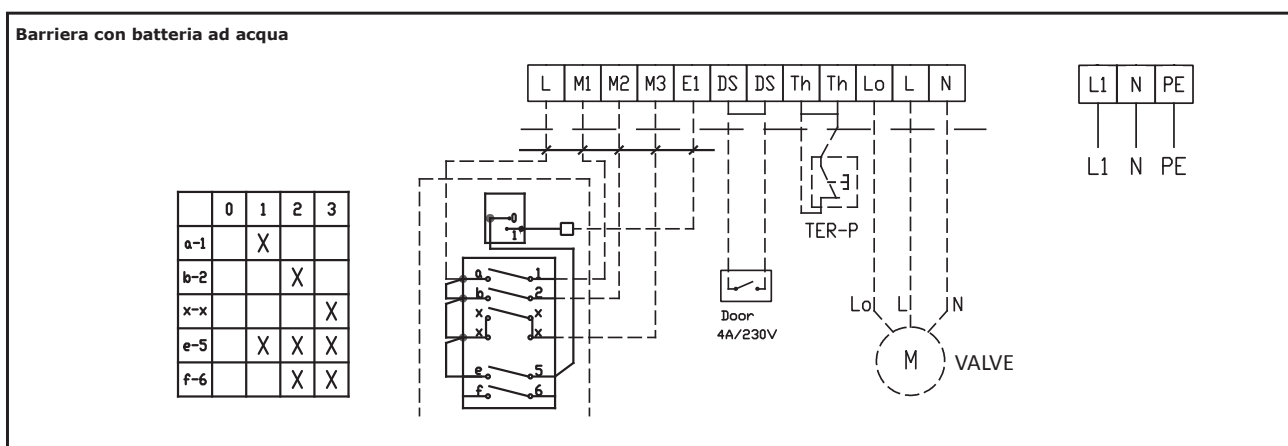 Barriera con batteria ad acqua
L M1 M2 M3 E1 DS DS Th Th Lo L N
L1 N PE
L1 N PE
0 1 2 3
a-1 X
b-2 X
x-x X
e-5 X X X
f-6 X X
0
1
a 1
b 2
x x
x x
e 5
f 6
TER-P
Door
4A/230V
Lo L N
M VALVE